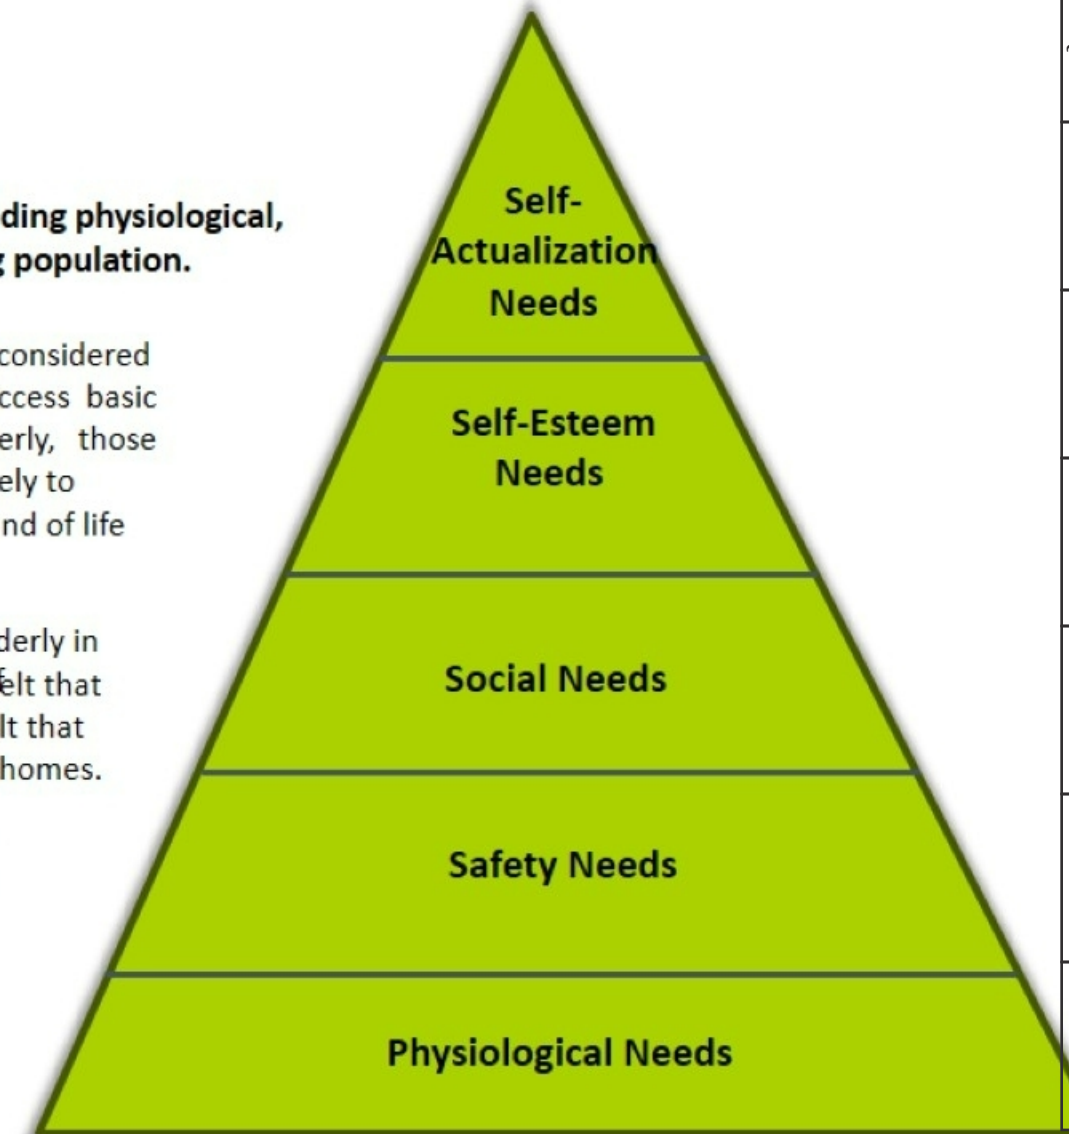 ding physiological,
population.
considered
ccess basic
erly, those
ely to
nd of life
derly in
elt that
lt that
homes.
Self-
Actualization
Needs
Self-Esteem
Needs
Social Needs
Safety Needs
Physiological Needs